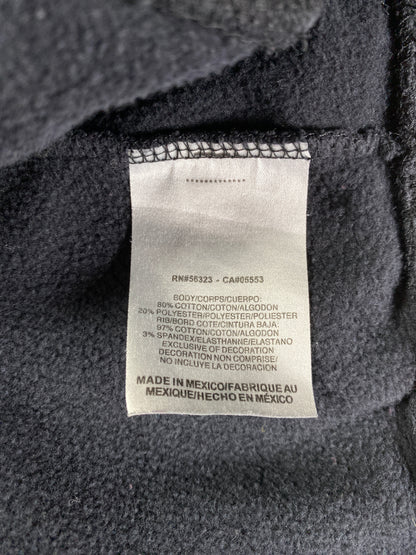 RN#56323 - CA#05553
BODY/CORPS/CUERPO:
80% COTTON/COTON/ALGODON
20% POLYESTER/POLYESTER/POLIESTER
RIB/BORD COTE/CINTURA BAJA:
97% COTTON/COTON/ALGODON
3% SPANDEX/ELASTHANNE/ELASTANO
EXCLUSIVE OF DECORATION
DECORATION NON COMPRISE/
NO INCLUYE LA DECORACION
MADE IN MEXICO/FABRIQUE AU
MEXIQUE/HECHO EN MÉXICO